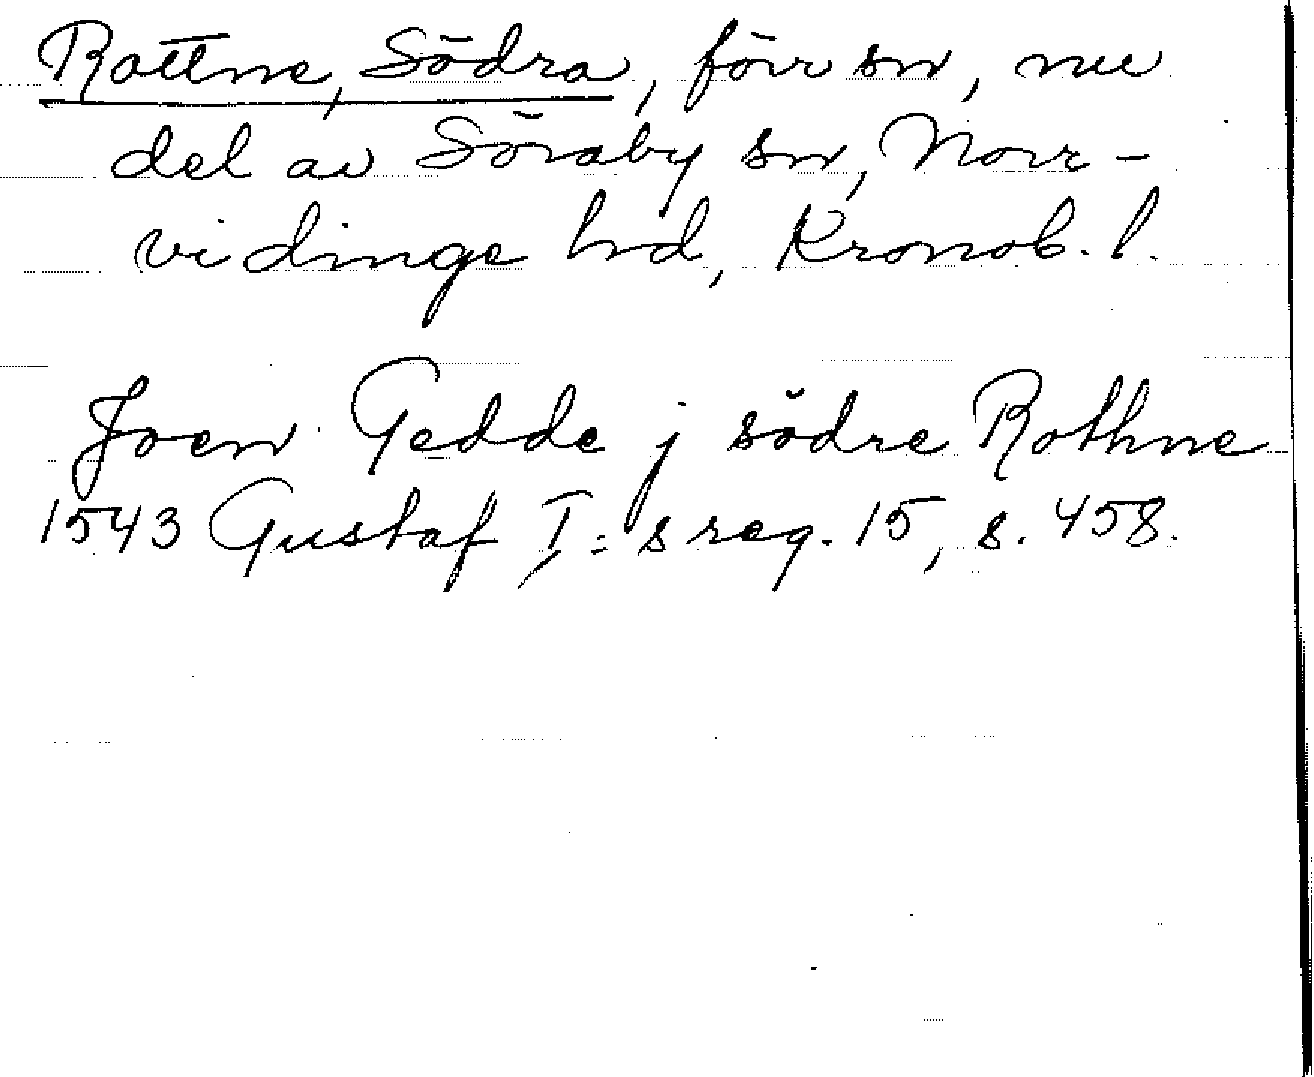 Rottne, Södra, förr sn, nu
del av Söraby sn, Norr-
vidinge hd, Kronob. l.
Joen Gedde j södre Rothne
1543 Gustaf I:s reg. 15, s. 458.